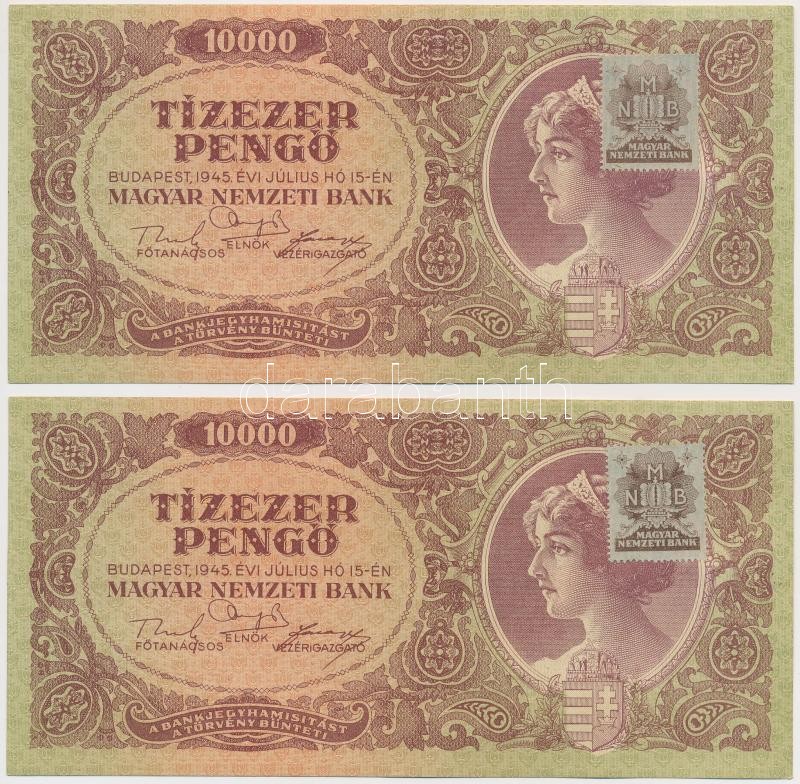 10000
TÍZEZER
PENGŐ
BUDAPEST, 1945. ÉVI JÚLIUS HÓ 15-ÉN
MAGYAR NEMZETI BANK
FŐTANÁCSOS ELNÖK VEZÉRIGAZGATÓ
A BANKJEGYHAMISITÁST
A TÖRVÉNY BÜNTETI
M
N B
MAGYAR
NEMZETI BANK
darabanth
10000
TÍZEZER
PENGŐ
BUDAPEST, 1945. ÉVI JÚLIUS HÓ 15-ÉN
MAGYAR NEMZETI BANK
FŐTANÁCSOS ELNÖK VEZÉRIGAZGATÓ
A BANKJEGYHAMISITÁST
A TÖRVÉNY BÜNTETI
M
N B
MAGYAR
NEMZETI BANK